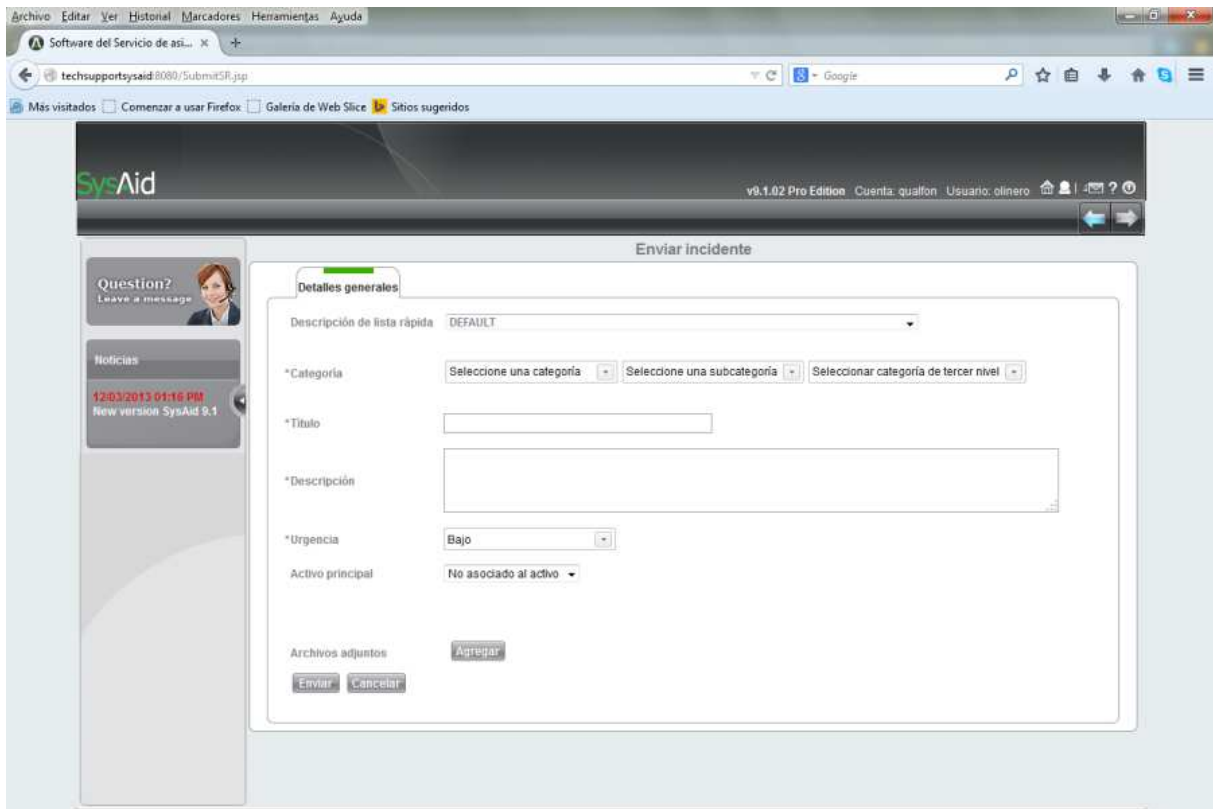 Archivo Editar Ver Historial Marcadores Herramientas Ayuda
Software del Servicio de asi... × +
techsupportsysaid:8080/SubmitSR.jsp
Google
Más visitados Comenzar a usar Firefox Galería de Web Slice Sitios sugeridos
SysAid
v9.1.02 Pro Edition Cuenta: qualfon Usuario: olinero
Enviar incidente
Question?
Leave a message
Noticias
12/03/2013 01:16 PM
New version SysAid 9.1
Detalles generales
Descripción de lista rápida DEFAULT
*Categoría Seleccione una categoría Seleccione una subcategoría Seleccionar categoría de tercer nivel
*Título
*Descripción
*Urgencia Bajo
Activo principal No asociado al activo
Archivos adjuntos Agregar
Enviar Cancelar